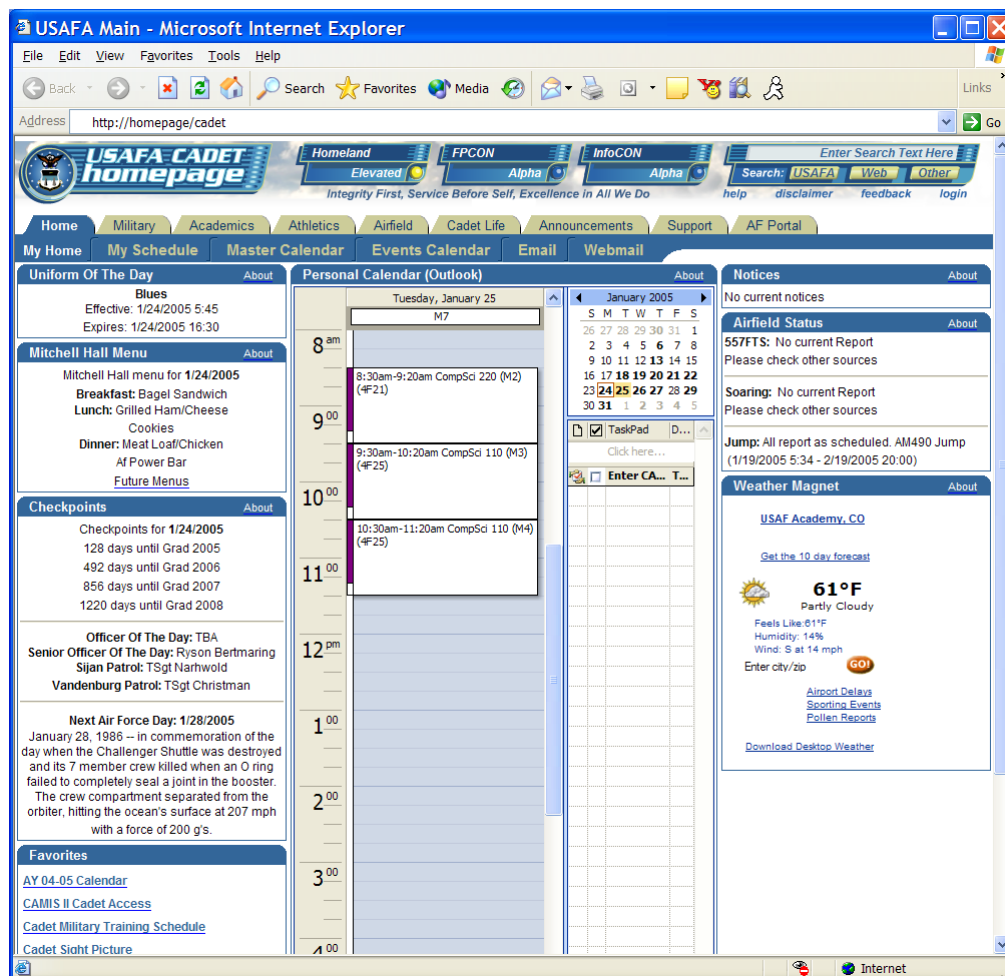 USAFA Main - Microsoft Internet Explorer
File Edit View Favorites Tools Help
Back Search Favorites Media Links
Address http://homepage/cadet Go
USAFA CADET
homepage
Homeland
Elevated
FPCON
Alpha
InfoCON
Alpha
Integrity First, Service Before Self, Excellence in All We Do
Enter Search Text Here
Search: USAFA Web Other
help disclaimer feedback login
Home Military Academics Athletics Airfield Cadet Life Announcements Support AF Portal
My Home My Schedule Master Calendar Events Calendar Email Webmail
Uniform Of The Day About
Blues
Effective: 1/24/2005 5:45
Expires: 1/24/2005 16:30
Mitchell Hall Menu About
Mitchell Hall menu for 1/24/2005
Breakfast: Bagel Sandwich
Lunch: Grilled Ham/Cheese
Cookies
Dinner: Meat Loaf/Chicken
Af Power Bar
Future Menus
Checkpoints About
Checkpoints for 1/24/2005
128 days until Grad 2005
492 days until Grad 2006
856 days until Grad 2007
1220 days until Grad 2008
Officer Of The Day: TBA
Senior Officer Of The Day: Ryson Bertmaring
Sijan Patrol: TSgt Narhwold
Vandenburg Patrol: TSgt Christman
Next Air Force Day: 1/28/2005
January 28, 1986 -- in commemoration of the
day when the Challenger Shuttle was destroyed
and its 7 member crew killed when an O ring
failed to completely seal a joint in the booster.
The crew compartment separated from the
orbiter, hitting the ocean's surface at 207 mph
with a force of 200 g's.
Favorites
AY 04-05 Calendar
CAMIS II Cadet Access
Cadet Military Training Schedule
Cadet Sight Picture
Personal Calendar (Outlook) About
Tuesday, January 25
M7
8 am
8:30am-9:20am CompSci 220 (M2)
(4F21)
9 00
9:30am-10:20am CompSci 110 (M3)
(4F25)
10 00
10:30am-11:20am CompSci 110 (M4)
(4F25)
11 00
12 pm
1 00
2 00
3 00
4 00
January 2005
S M T W T F S
26 27 28 29 30 31 1
2 3 4 5 6 7 8
9 10 11 12 13 14 15
16 17 18 19 20 21 22
23 24 25 26 27 28 29
30 31 1 2 3 4 5
TaskPad D...
Click here...
Enter CA... T...
Notices About
No current notices
Airfield Status About
557FTS: No current Report
Please check other sources
Soaring: No current Report
Please check other sources
Jump: All report as scheduled. AM490 Jump
(1/19/2005 5:34 - 2/19/2005 20:00)
Weather Magnet About
USAF Academy, CO
Get the 10 day forecast
61°F
Partly Cloudy
Feels Like:61°F
Humidity: 14%
Wind: S at 14 mph
Enter city/zip GO!
Airport Delays
Sporting Events
Pollen Reports
Download Desktop Weather
Internet